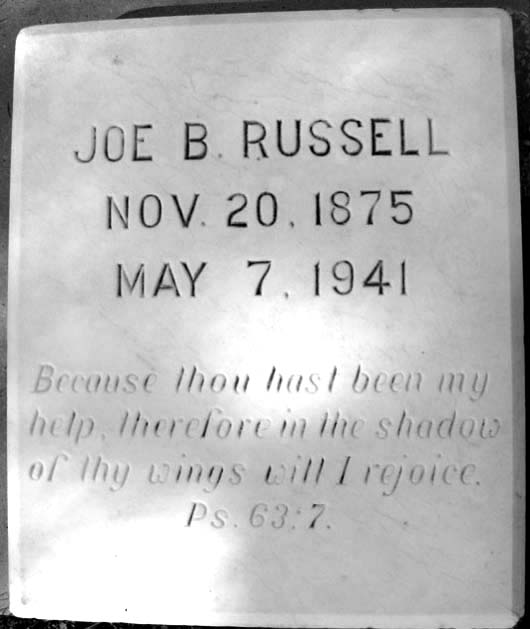 JOE B. RUSSELL
NOV. 20, 1875
MAY 7, 1941
Because thou hast been my
help, therefore in the shadow
of thy wings will I rejoice.
Ps. 63:7.